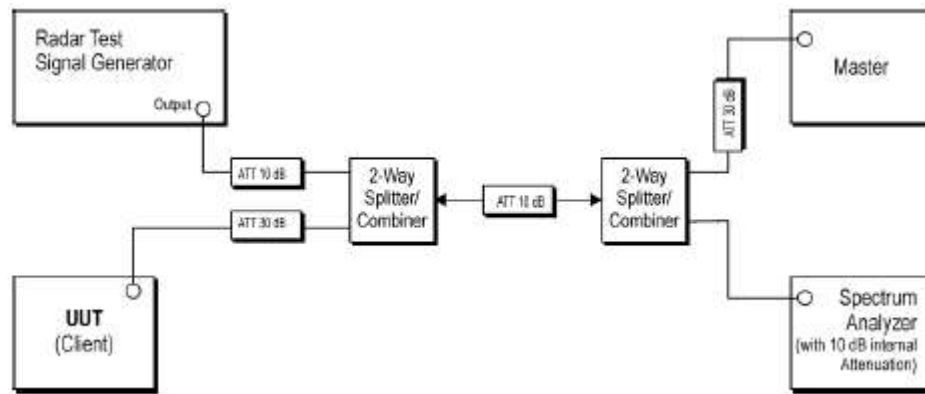 Radar Test
Signal Generator
Output
ATT 10 dB
2-Way
Splitter/
Combiner
ATT 30 dB
UUT
(Client)
ATT 10 dB
2-Way
Splitter/
Combiner
ATT 30 dB
Master
Spectrum
Analyzer
(with 10 dB internal
Attenuation)